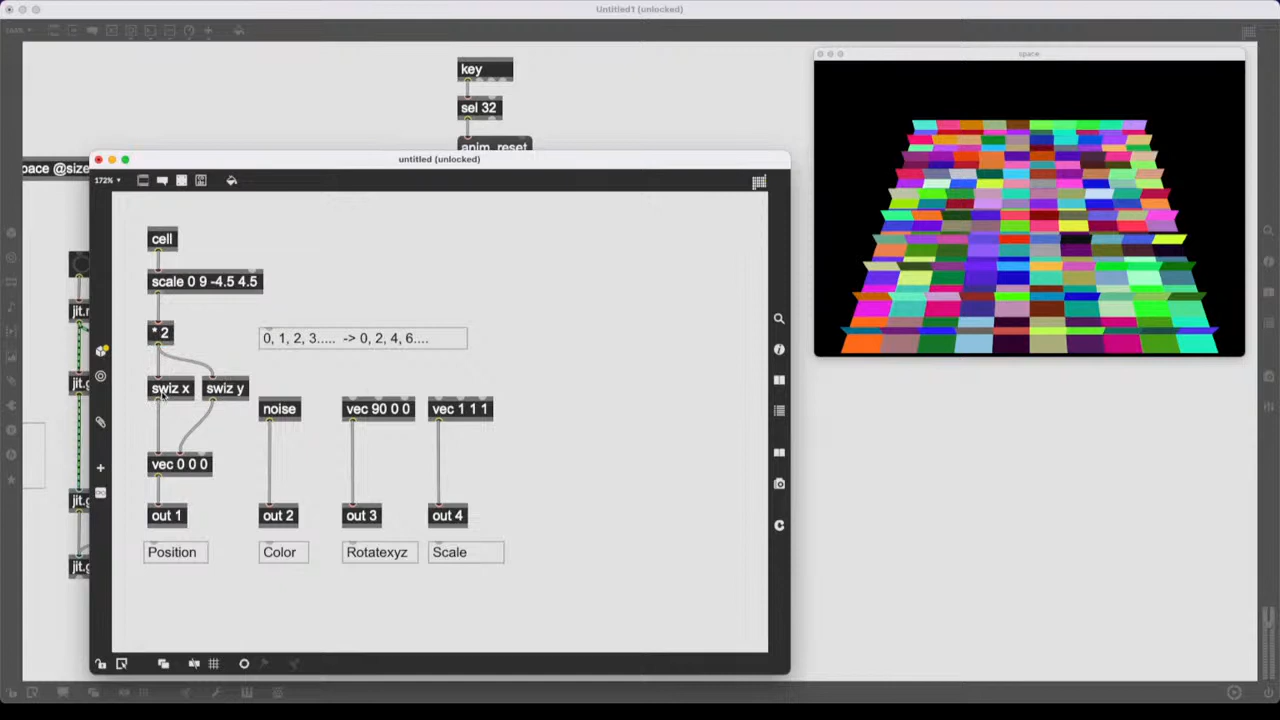 Untitled1 (unlocked)
key
space
sel 32
anim_reset
untitled (unlocked)
pace @size
172%
cell
scale 0 9 -4.5 4.5
* 2
0, 1, 2, 3..... -> 0, 2, 4, 6....
swiz x
swiz y
noise
vec 90 0 0
vec 1 1 1
vec 0 0 0
out 1
out 2
out 3
out 4
Position
Color
Rotatexyz
Scale